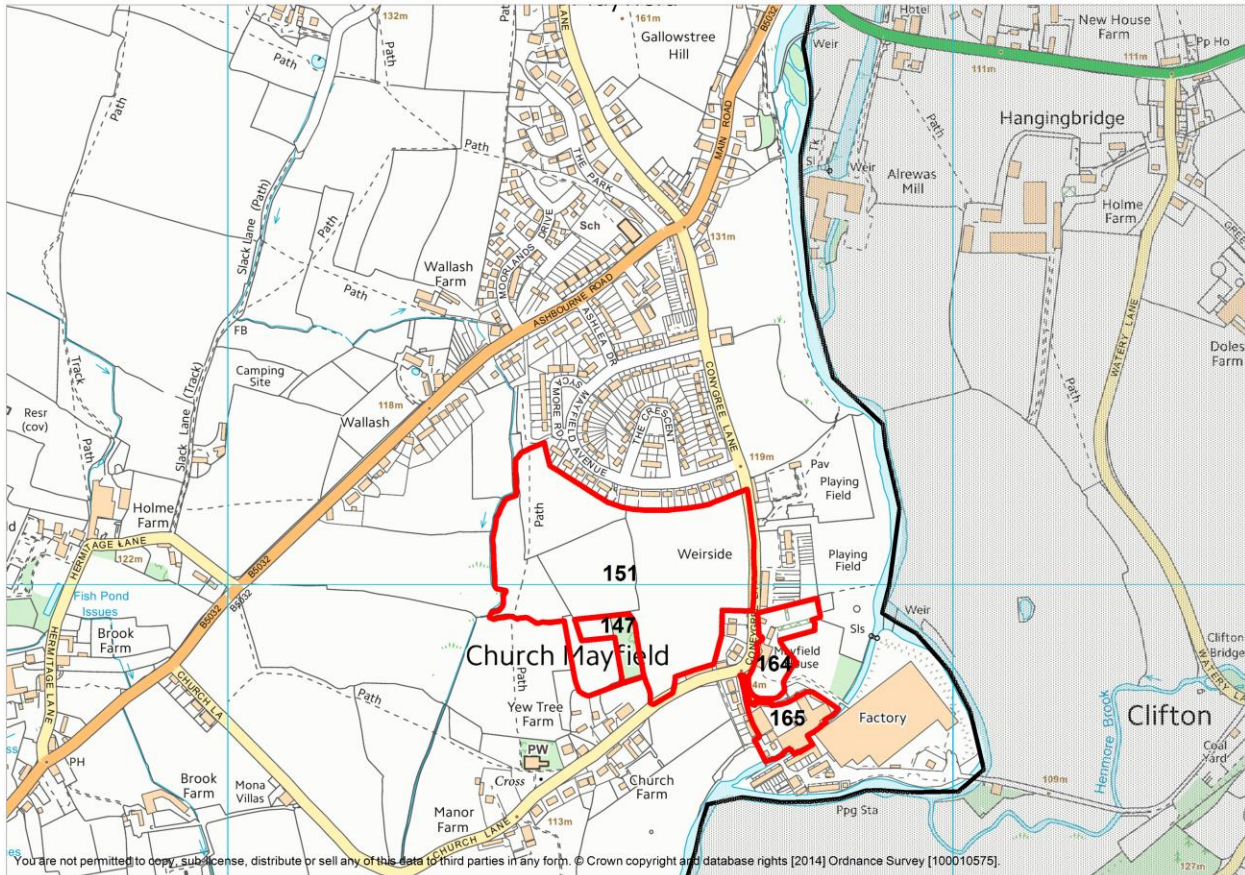 132m
Path
Path
161m
Gallowstree
Hill
LANE
B5032
MAIN ROAD
Weir
Hotel
New House
Farm
Pp Ho
111m
111m
Hangingbridge
Path
Path
Slack Lane (Path)
Path
Path
THE PARK
Weir
Alrewas
Mill
Holme
Farm
Sch
131m
MOORLANDS DRIVE
Wallash
Farm
Path
ASHBOURNE ROAD
ASHLEA DR
FB
Camping
Site
Track
Path
Resr
(cov)
Slack Lane (Track)
118m
Wallash
MAYFIELD
AVENUE
THE
CRESCENT
CONYGREE LANE
119m
Pav
Playing
Field
WATERY LANE
Path
Doles
Farm
Holme
Farm
HERMITAGE LANE
122m
B5032
B5032
Fish Pond
Issues
Brook
Farm
HERMITAGE LANE
CHURCH LA
Path
Path
151
Weirside
Playing
Field
147
Church Mayfield
Path
Yew Tree
Farm
164
165
Sls
Weir
Factory
Clifton
Bridge
Clifton
Henmore Brook
Coal
Yard
PH
Brook
Farm
Mona
Villas
PW
Cross
Manor
Farm
Church
Farm
CHURCH LANE
113m
109m
Ppg Sta
127m
You are not permitted to copy, sub-license, distribute or sell any of this data to third parties in any form. © Crown copyright and database rights [2014] Ordnance Survey [100010575].